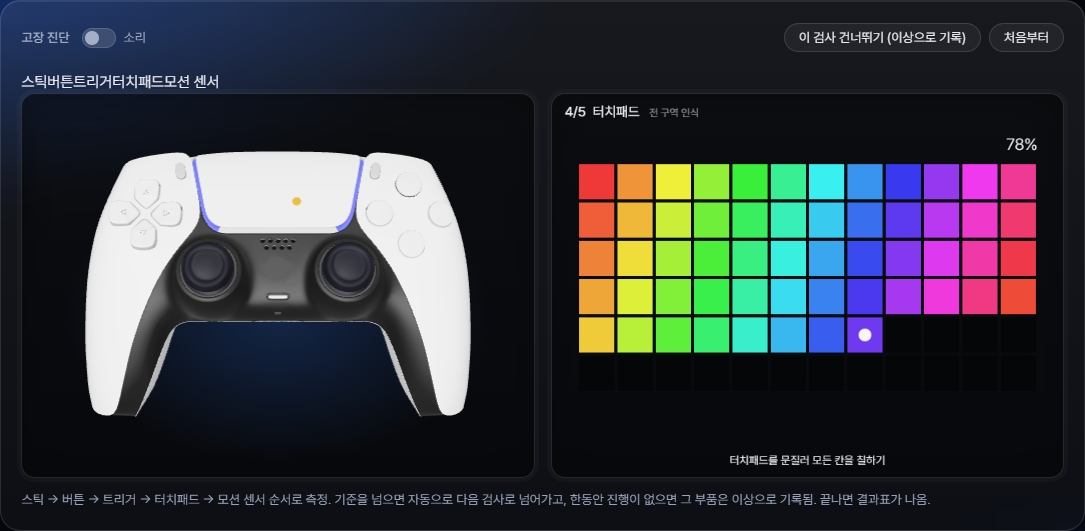 고장 진단 소리 이 검사 건너뛰기 (이상으로 기록) 처음부터
스틱버튼트리거터치패드모션 센서
4/5 터치패드 전 구역 인식
78%
터치패드를 문질러 모든 칸을 칠하기
스틱 → 버튼 → 트리거 → 터치패드 → 모션 센서 순서로 측정. 기준을 넘으면 자동으로 다음 검사로 넘어가고, 한동안 진행이 없으면 그 부품은 이상으로 기록됨. 끝나면 결과표가 나옴.